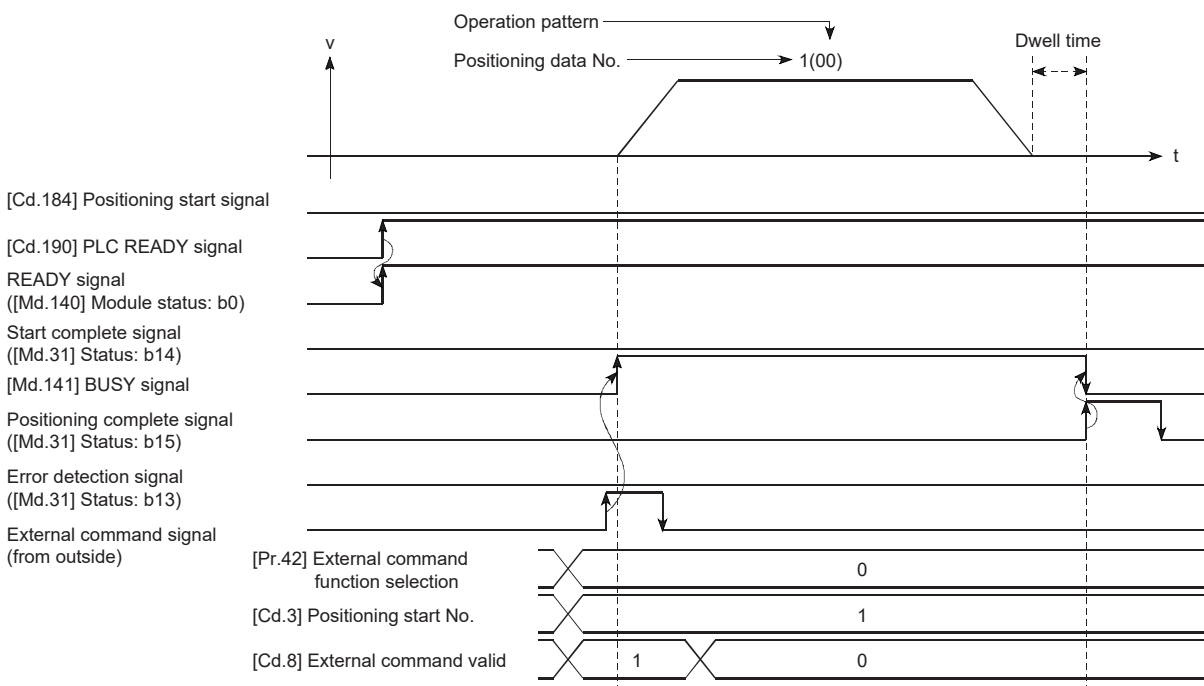 Operation pattern
v
Dwell time
Positioning data No.
1(00)
t
[Cd.184] Positioning start signal
[Cd.190] PLC READY signal
READY signal
([Md.140] Module status: b0)
Start complete signal
([Md.31] Status: b14)
[Md.141] BUSY signal
Positioning complete signal
([Md.31] Status: b15)
Error detection signal
([Md.31] Status: b13)
External command signal
(from outside)
[Pr.42] External command
function selection
0
[Cd.3] Positioning start No.
1
[Cd.8] External command valid
1
0